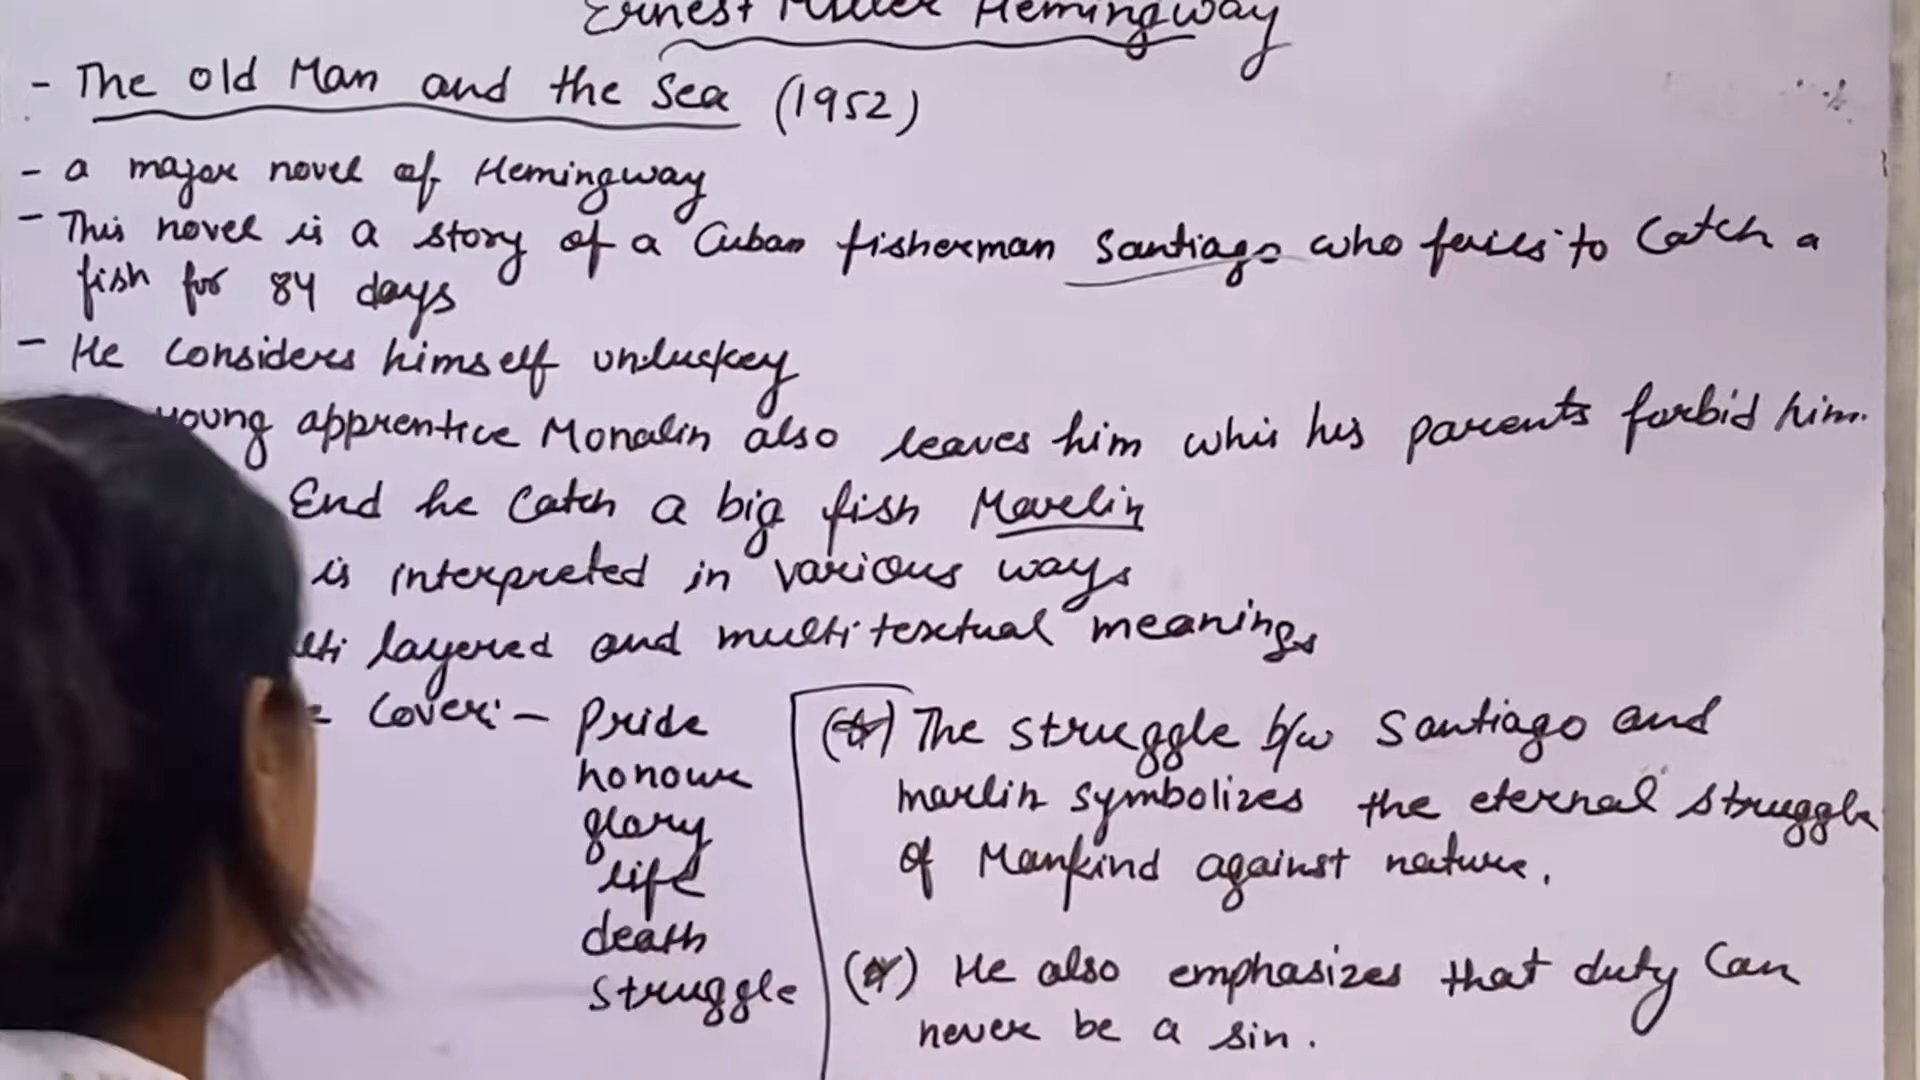 Ernest Miller Hemingway
- The old Man and the Sea (1952)
- a major novel of Hemingway
- This novel is a story of a Cuban fisherman Santiago who feries to Catch a
fish for 84 days
- He considers himself unluckey
young apprentice Monalin also leaves him whis his parents forbid him.
End he Catch a big fish Marelin
is interpreted in various ways
lti layered and multi textual meanings
Cover:- Pride
honour
glory
life
death
struggle
(☆) The struggle b/w Santiago and
marlin symbolizes the eternal struggle
of Mankind against nature.
(☆) He also emphasizes that duty Can
never be a sin.